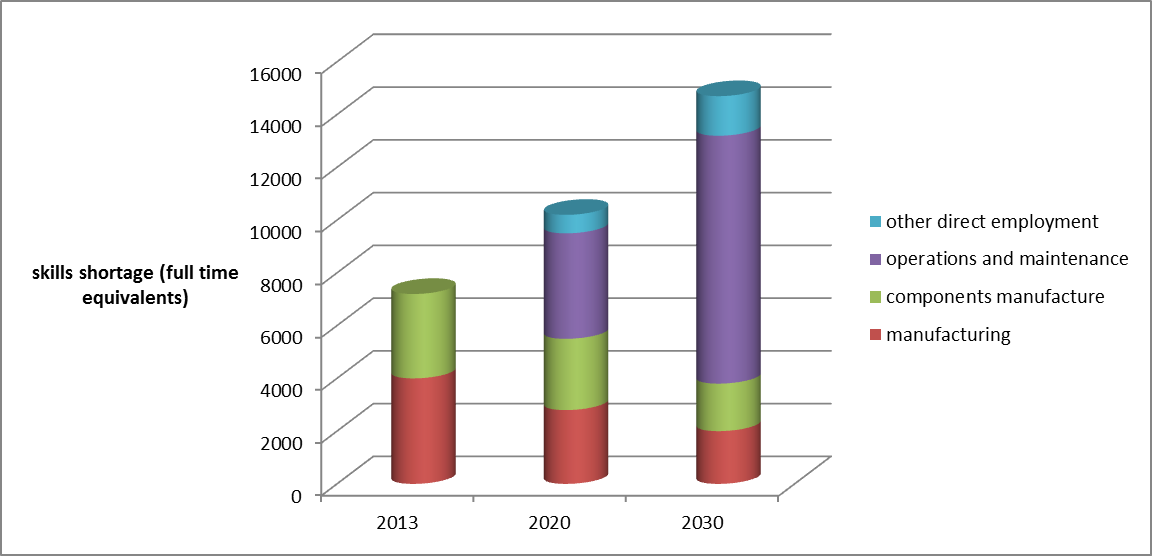 16000
14000
12000
10000
8000
6000
4000
2000
0
skills shortage (full time
equivalents)
2013
2020
2030
other direct employment
operations and maintenance
components manufacture
manufacturing